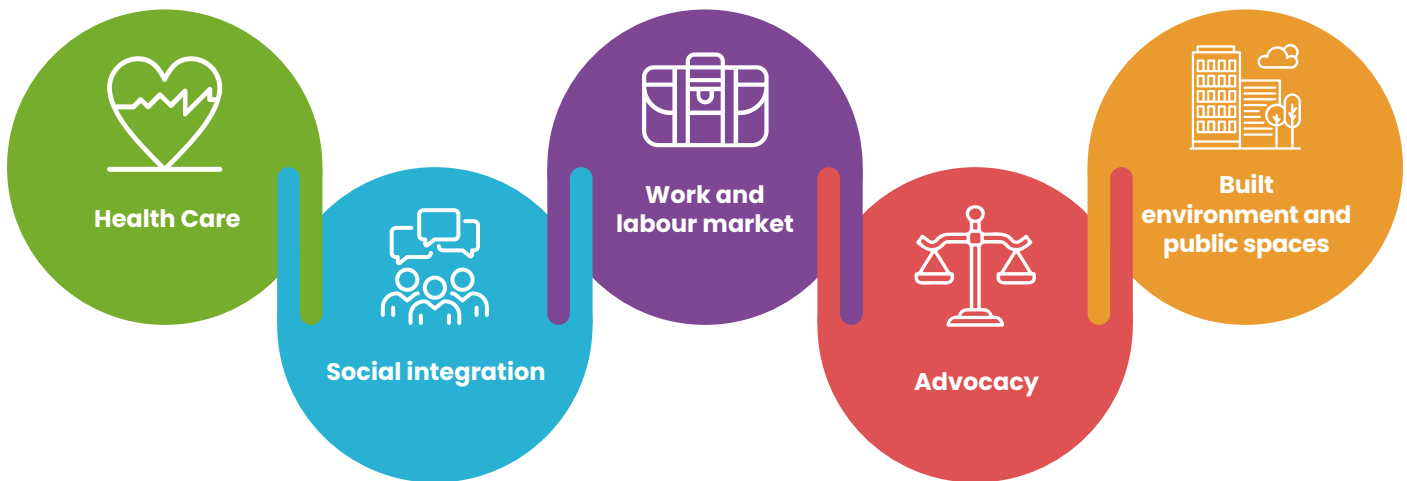 Health Care
Social integration
Work and
labour market
Advocacy
Built
environment and
public spaces